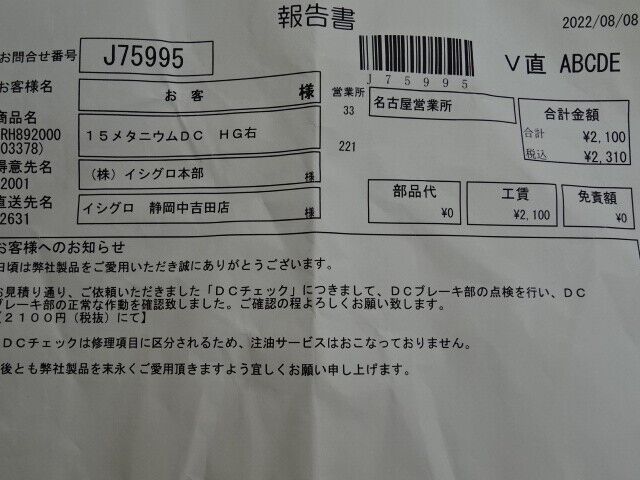 報告書
2022/08/08
お問合せ番号
J75995
J75995
V直 ABCDE
お客様名
お客 様
営業所
33
名古屋営業所
商品名
RH892000
03378)
15メタニウムDC HG右
221
合計金額
合計 ¥2,100
税込 ¥2,310
得意先名
2001
(株)イシグロ本部 様
直送先名
2631
イシグロ 静岡中吉田店 様
部品代
¥0
工賃
¥2,100
免責額
¥0
お客様へのお知らせ
日頃は弊社製品をご愛用いただき誠にありがとうございます。
お見積り通り、ご依頼いただきました「DCチェック」につきまして、DCブレーキ部の点検を行い、DC
ブレーキ部の正常な作動を確認致しました。ご確認の程よろしくお願い致します。
【2100円(税抜)にて】
DCチェックは修理項目に区分されるため、注油サービスはおこなっておりません。
後とも弊社製品を末永くご愛用頂きますよう宜しくお願い申し上げます。